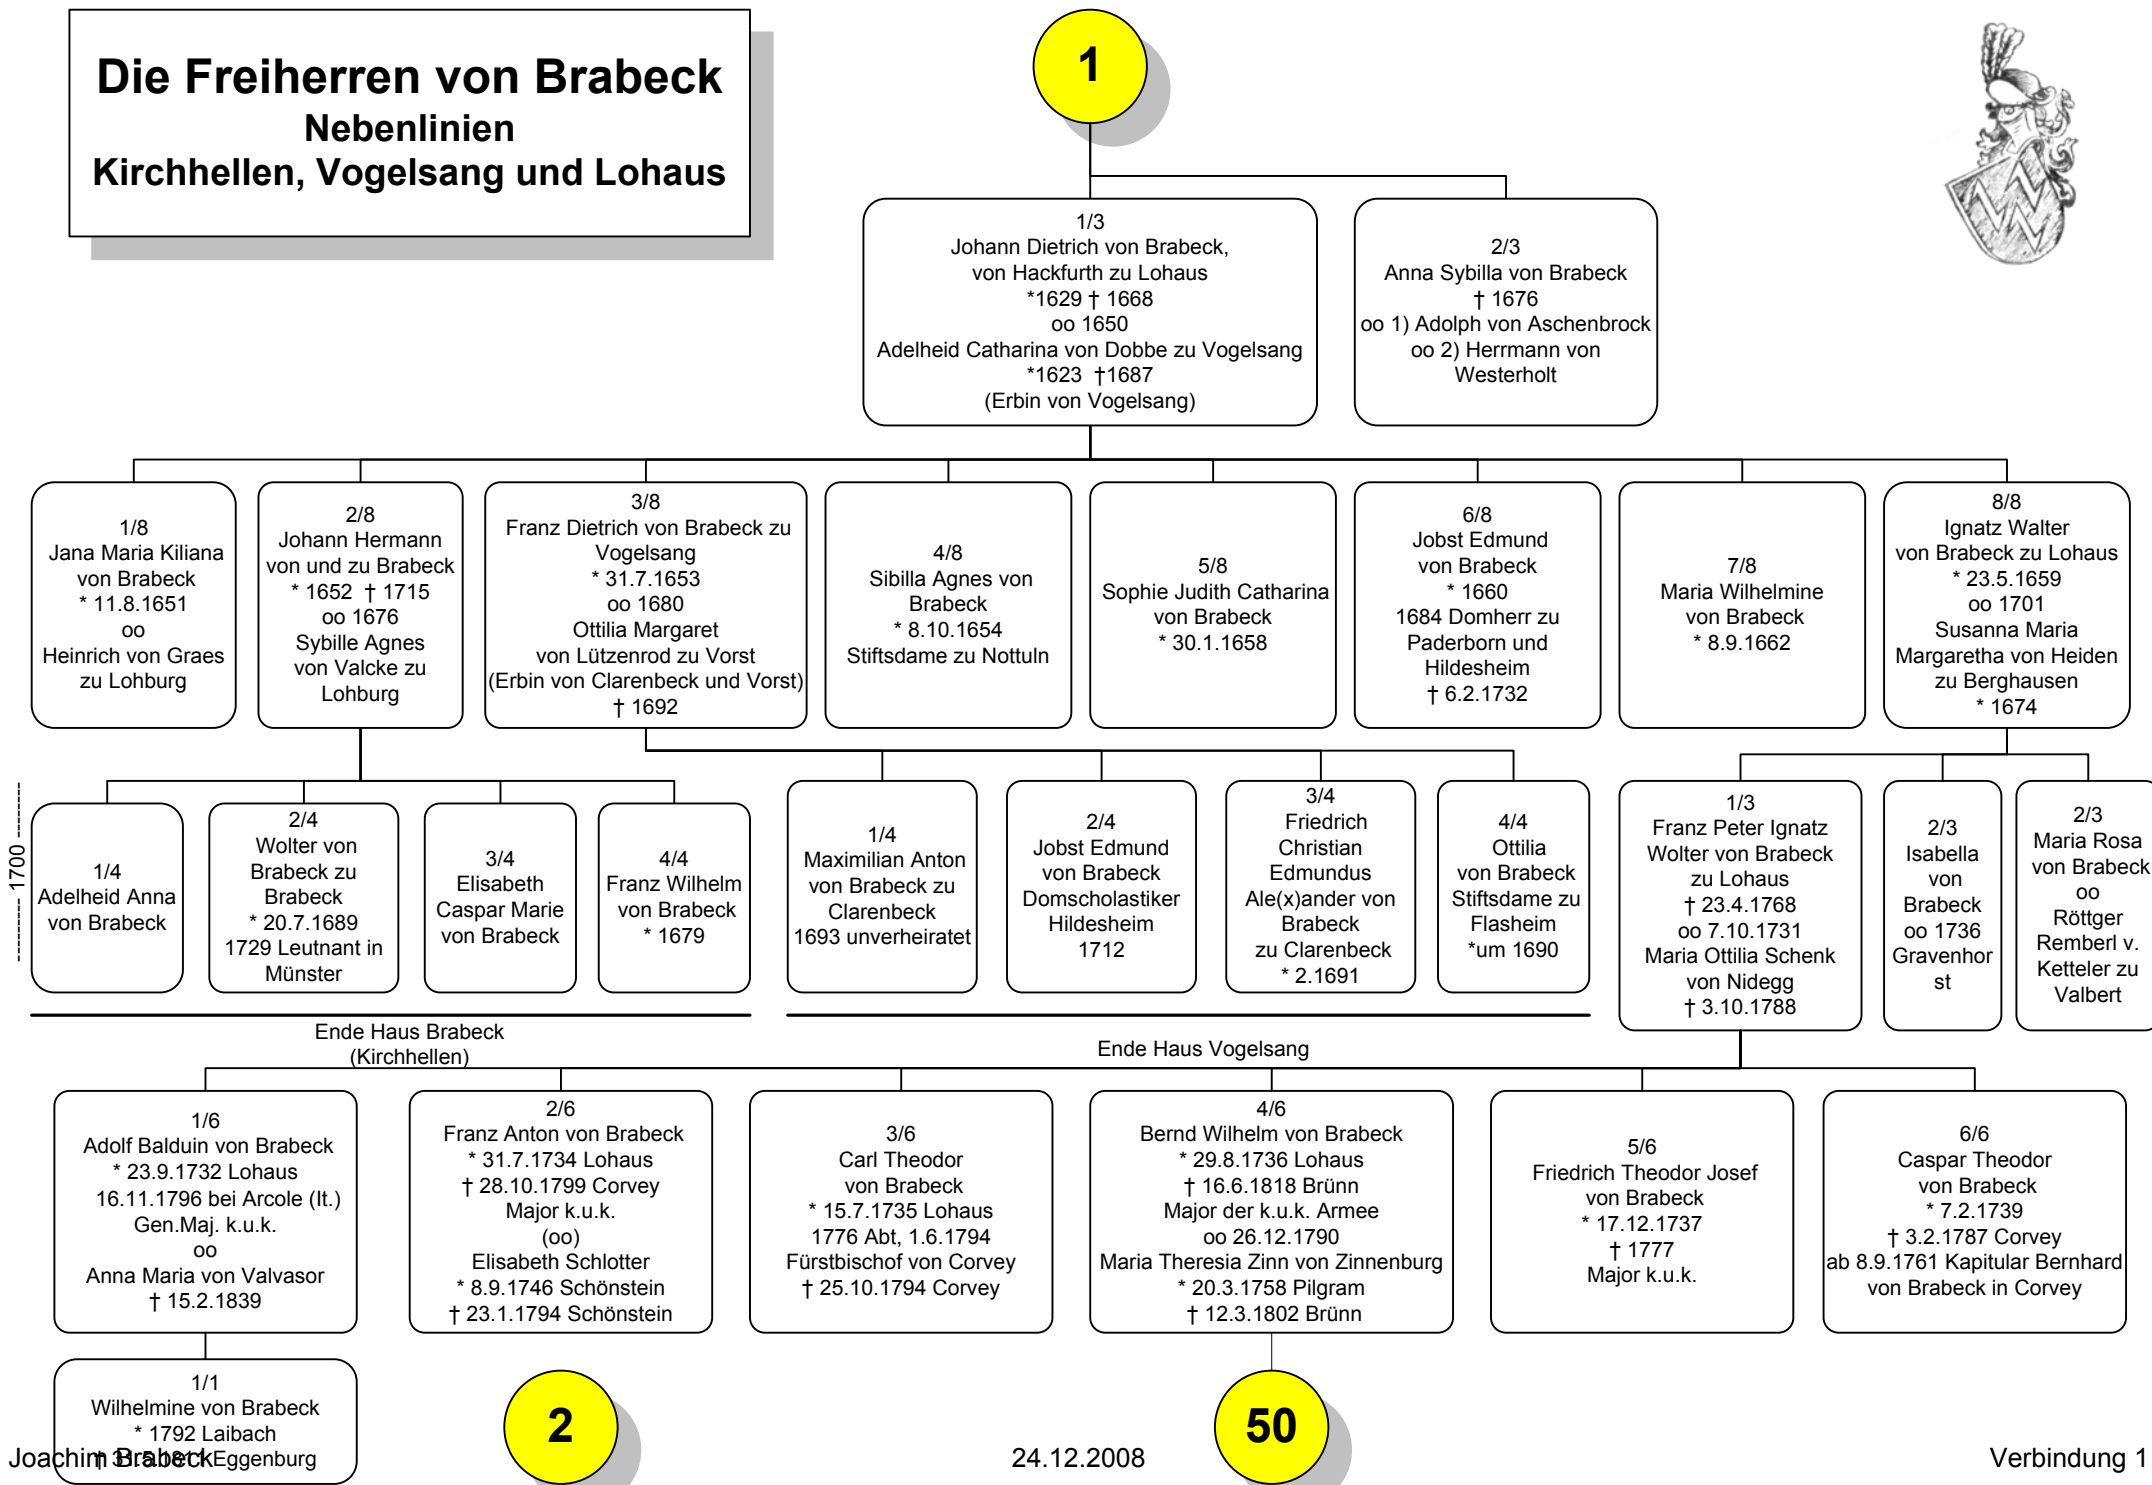 Die Freiherren von Brabeck
Nebenlinien
Kirchhellen, Vogelsang und Lohaus
1
1/3
Johann Dietrich von Brabeck,
von Hackfurth zu Lohaus
*1629 † 1668
oo 1650
Adelheid Catharina von Dobbe zu Vogelsang
*1623 †1687
(Erbin von Vogelsang)
2/3
Anna Sybilla von Brabeck
† 1676
oo 1) Adolph von Aschenbrock
oo 2) Herrmann von
Westerholt
1/8
Jana Maria Kiliana
von Brabeck
* 11.8.1651
oo
Heinrich von Graes
zu Lohburg
2/8
Johann Hermann
von und zu Brabeck
* 1652 † 1715
oo 1676
Sybille Agnes
von Valcke zu
Lohburg
3/8
Franz Dietrich von Brabeck zu
Vogelsang
* 31.7.1653
oo 1680
Ottilia Margaret
von Lützenrod zu Vorst
(Erbin von Clarenbeck und Vorst)
† 1692
4/8
Sibilla Agnes von
Brabeck
* 8.10.1654
Stiftsdame zu Nottuln
5/8
Sophie Judith Catharina
von Brabeck
* 30.1.1658
6/8
Jobst Edmund
von Brabeck
* 1660
1684 Domherr zu
Paderborn und
Hildesheim
† 6.2.1732
7/8
Maria Wilhelmine
von Brabeck
* 8.9.1662
8/8
Ignatz Walter
von Brabeck zu Lohaus
* 23.5.1659
oo 1701
Susanna Maria
Margaretha von Heiden
zu Berghausen
* 1674
---------- 1700 ----------
1/4
Adelheid Anna
von Brabeck
2/4
Wolter von
Brabeck zu
Brabeck
* 20.7.1689
1729 Leutnant in
Münster
3/4
Elisabeth
Caspar Marie
von Brabeck
4/4
Franz Wilhelm
von Brabeck
* 1679
1/4
Maximilian Anton
von Brabeck zu
Clarenbeck
1693 unverheiratet
2/4
Jobst Edmund
von Brabeck
Domscholastiker
Hildesheim
1712
3/4
Friedrich
Christian
Edmundus
Ale(x)ander von
Brabeck
zu Clarenbeck
* 2.1691
4/4
Ottilia
von Brabeck
Stiftsdame zu
Flasheim
*um 1690
1/3
Franz Peter Ignatz
Wolter von Brabeck
zu Lohaus
† 23.4.1768
oo 7.10.1731
Maria Ottilia Schenk
von Nidegg
† 3.10.1788
2/3
Isabella
von
Brabeck
oo 1736
Gravenhor
st
2/3
Maria Rosa
von Brabeck
oo
Röttger
Remberl v.
Ketteler zu
Valbert
Ende Haus Brabeck
(Kirchhellen)
Ende Haus Vogelsang
1/6
Adolf Balduin von Brabeck
* 23.9.1732 Lohaus
16.11.1796 bei Arcole (It.)
Gen.Maj. k.u.k.
oo
Anna Maria von Valvasor
† 15.2.1839
2/6
Franz Anton von Brabeck
* 31.7.1734 Lohaus
† 28.10.1799 Corvey
Major k.u.k.
(oo)
Elisabeth Schlotter
* 8.9.1746 Schönstein
† 23.1.1794 Schönstein
3/6
Carl Theodor
von Brabeck
* 15.7.1735 Lohaus
1776 Abt, 1.6.1794
Fürstbischof von Corvey
† 25.10.1794 Corvey
4/6
Bernd Wilhelm von Brabeck
* 29.8.1736 Lohaus
† 16.6.1818 Brünn
Major der k.u.k. Armee
oo 26.12.1790
Maria Theresia Zinn von Zinnenburg
* 20.3.1758 Pilgram
† 12.3.1802 Brünn
5/6
Friedrich Theodor Josef
von Brabeck
* 17.12.1737
† 1777
Major k.u.k.
6/6
Caspar Theodor
von Brabeck
* 7.2.1739
† 3.2.1787 Corvey
ab 8.9.1761 Kapitular Bernhard
von Brabeck in Corvey
1/1
Wilhelmine von Brabeck
* 1792 Laibach
† 31.5.1811 Eggenburg
2
50
Joachim Brabeck
24.12.2008
Verbindung 1